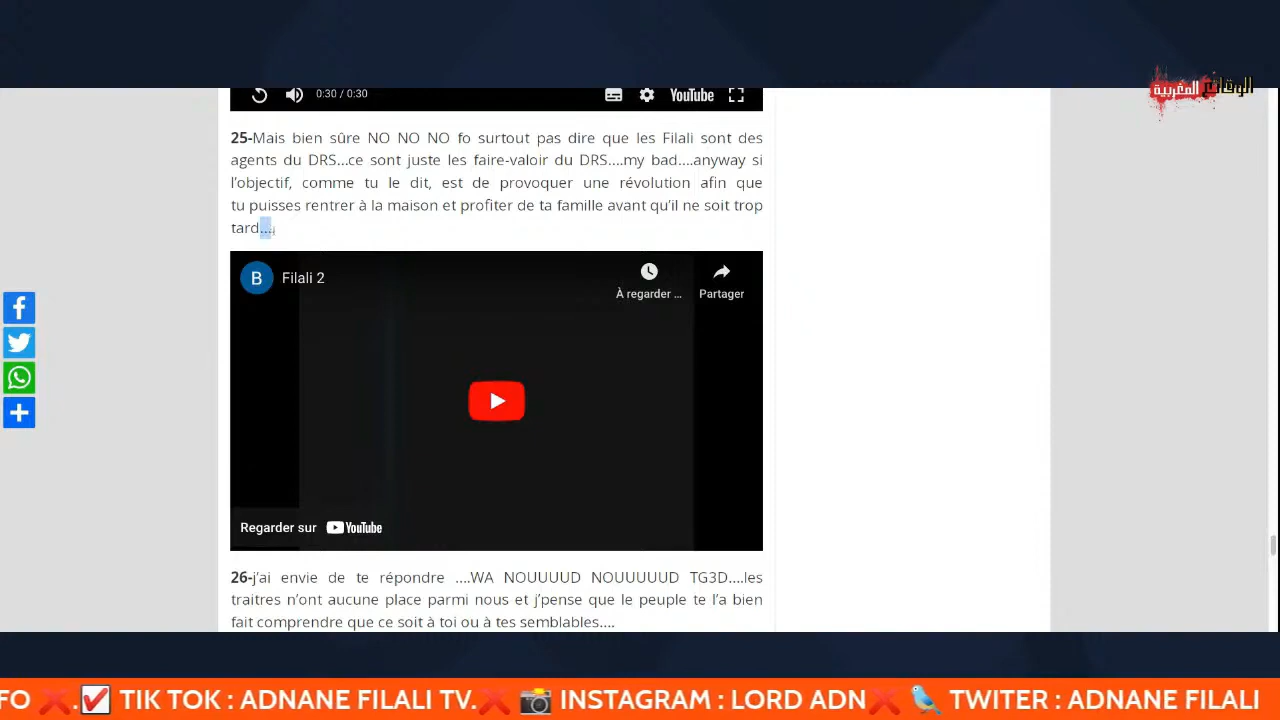 الوقائع المغربية
0:30 / 0:30
YouTube
25-Mais bien sûre NO NO NO fo surtout pas dire que les Filali sont des
agents du DRS...ce sont juste les faire-valoir du DRS....my bad....anyway si
l'objectif, comme tu le dit, est de provoquer une révolution afin que
tu puisses rentrer à la maison et profiter de ta famille avant qu'il ne soit trop
tard...
B
Filali 2
À regarder ...
Partager
Regarder sur YouTube
26-j'ai envie de te répondre ....WA NOUUUUD NOUUUUUD TG3D....les
traitres n'ont aucune place parmi nous et j'pense que le peuple te l'a bien
fait comprendre que ce soit à toi ou à tes semblables....
FO ❌.☑ TIK TOK : ADNANE FILALI TV.❌ 📸 INSTAGRAM : LORD ADN❌ 🐦 TWITER : ADNANE FILALI